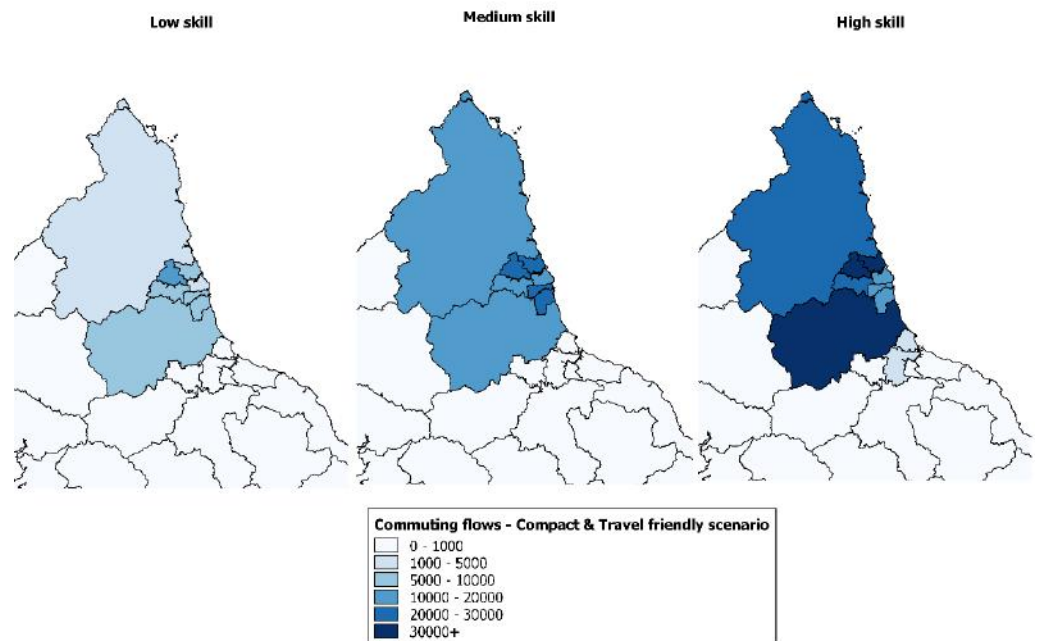 Low skill
Medium skill
High skill
Commuting flows - Compact & Travel friendly scenario
0 - 1000
1000 - 5000
5000 - 10000
10000 - 20000
20000 - 30000
30000+